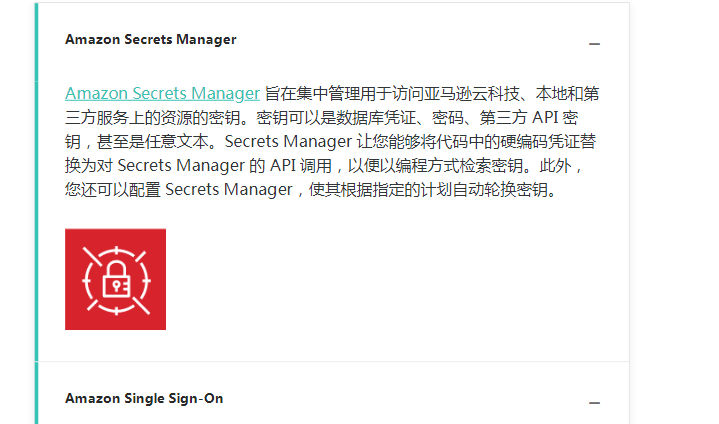 Amazon Secrets Manager
Amazon Secrets Manager 旨在集中管理用于访问亚马逊云科技、本地和第
三方服务上的资源的密钥。密钥可以是数据库凭证、密码、第三方 API 密
钥，甚至是任意文本。Secrets Manager 让您能够将代码中的硬编码凭证替
换为对 Secrets Manager 的 API 调用，以便以编程方式检索密钥。此外，
您还可以配置 Secrets Manager，使其根据指定的计划自动轮换密钥。
Amazon Single Sign-On